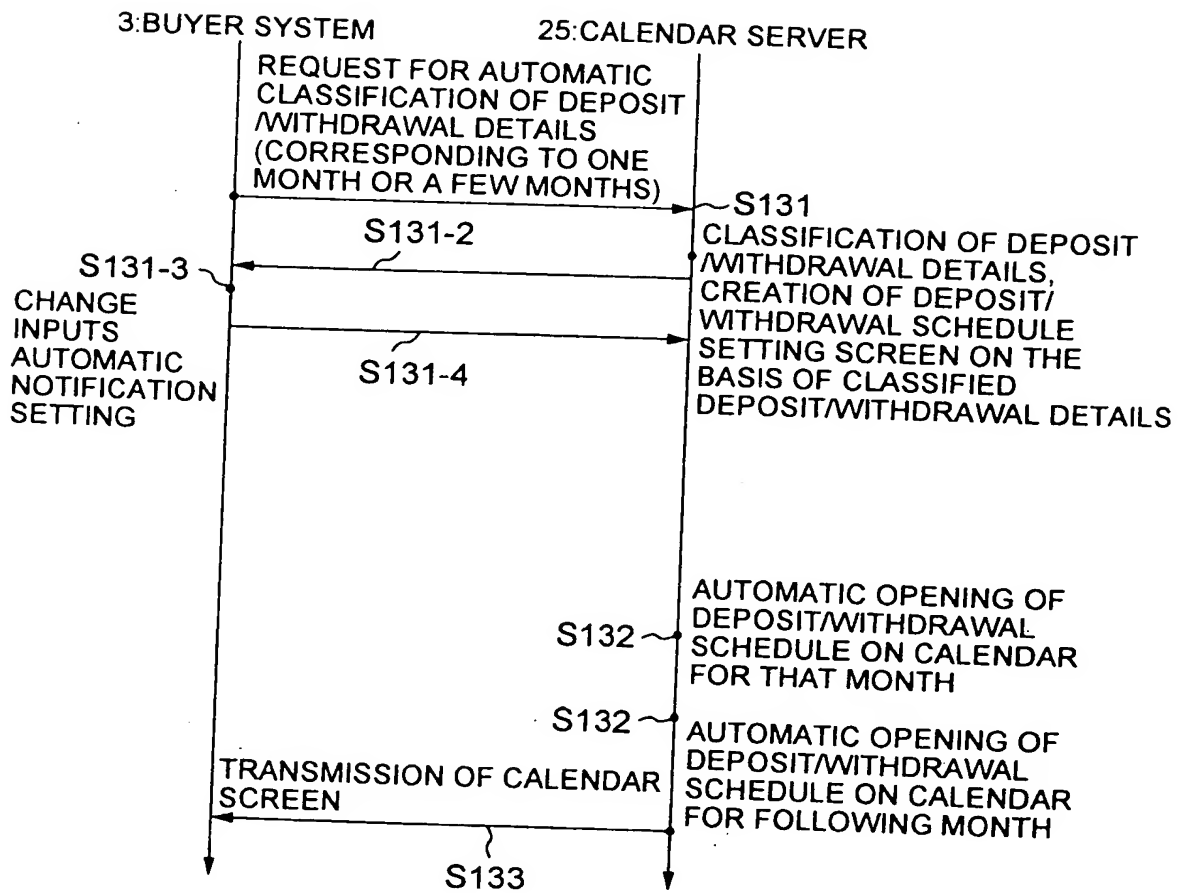 3:BUYER SYSTEM
25:CALENDAR SERVER
REQUEST FOR AUTOMATIC
CLASSIFICATION OF DEPOSIT
/WITHDRAWAL DETAILS
(CORRESPONDING TO ONE
MONTH OR A FEW MONTHS)
S131
S131-2
CLASSIFICATION OF DEPOSIT
/WITHDRAWAL DETAILS,
CREATION OF DEPOSIT/
WITHDRAWAL SCHEDULE
SETTING SCREEN ON THE
BASIS OF CLASSIFIED
DEPOSIT/WITHDRAWAL DETAILS
S131-3
CHANGE
INPUTS
AUTOMATIC
NOTIFICATION
SETTING
S131-4
S132
AUTOMATIC OPENING OF
DEPOSIT/WITHDRAWAL
SCHEDULE ON CALENDAR
FOR THAT MONTH
S132
AUTOMATIC OPENING OF
DEPOSIT/WITHDRAWAL
SCHEDULE ON CALENDAR
FOR FOLLOWING MONTH
TRANSMISSION OF CALENDAR
SCREEN
S133